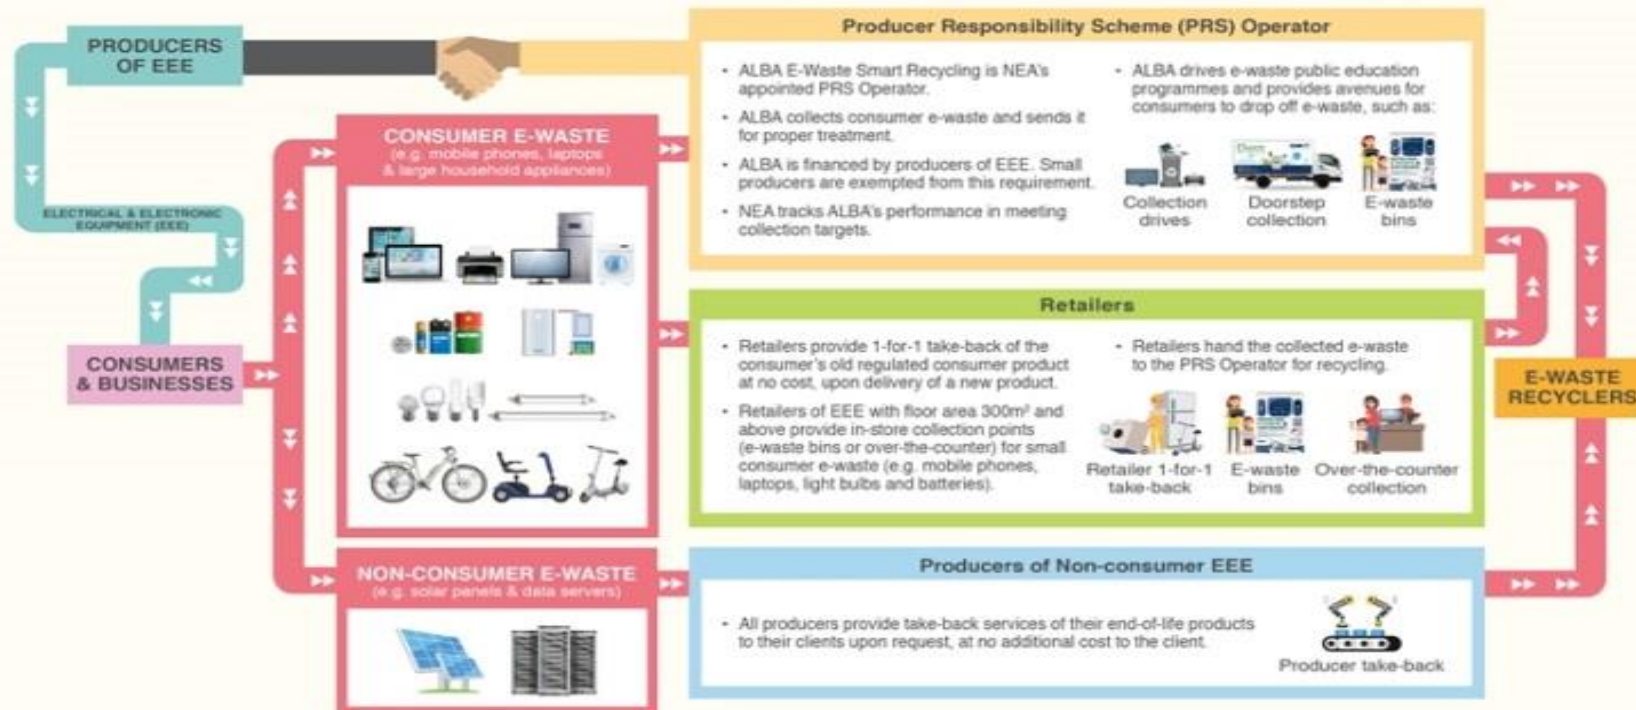 PRODUCERS
OF EEE
ELECTRICAL & ELECTRONIC
EQUIPMENT (EEE)
CONSUMERS
& BUSINESSES
CONSUMER E-WASTE
(e.g. mobile phones, laptops
& large household appliances)
NON-CONSUMER E-WASTE
(e.g. solar panels & data servers)
Producer Responsibility Scheme (PRS) Operator
• ALBA E-Waste Smart Recycling is NEA's
appointed PRS Operator.
• ALBA collects consumer e-waste and sends it
for proper treatment.
• ALBA is financed by producers of EEE. Small
producers are exempted from this requirement.
• NEA tracks ALBA's performance in meeting
collection targets.
• ALBA drives e-waste public education
programmes and provides avenues for
consumers to drop off e-waste, such as:
Collection
drives
Doorstep
collection
E-waste
bins
Retailers
• Retailers provide 1-for-1 take-back of the
consumer's old regulated consumer product
at no cost, upon delivery of a new product.
• Retailers of EEE with floor area 300m² and
above provide in-store collection points
(e-waste bins or over-the-counter) for small
consumer e-waste (e.g. mobile phones,
laptops, light bulbs and batteries).
• Retailers hand the collected e-waste
to the PRS Operator for recycling.
Retailer 1-for-1
take-back
E-waste
bins
Over-the-counter
collection
Producers of Non-consumer EEE
• All producers provide take-back services of their end-of-life products
to their clients upon request, at no additional cost to the client.
Producer take-back
E-WASTE
RECYCLERS